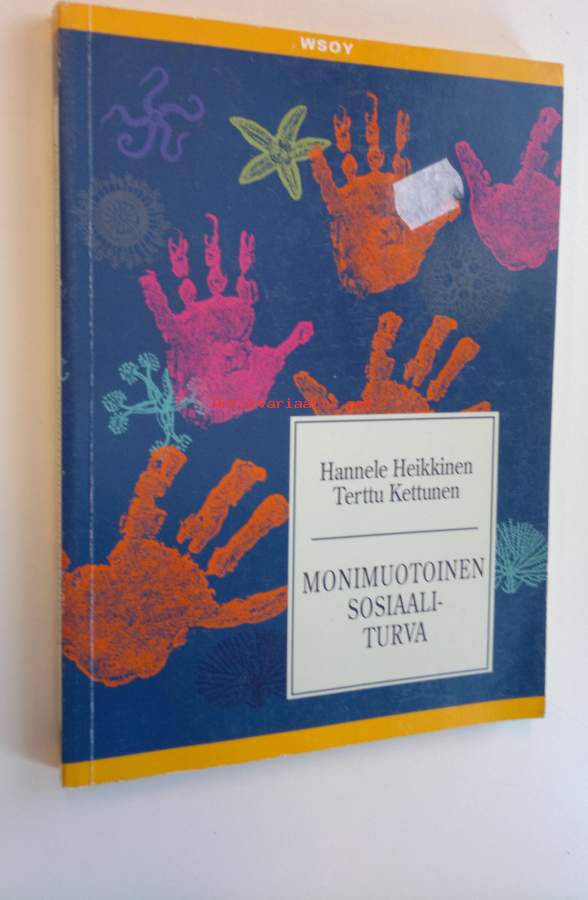 WSOY
Hannele Heikkinen
Terttu Kettunen
MONIMUOTOINEN
SOSIAALI-
TURVA